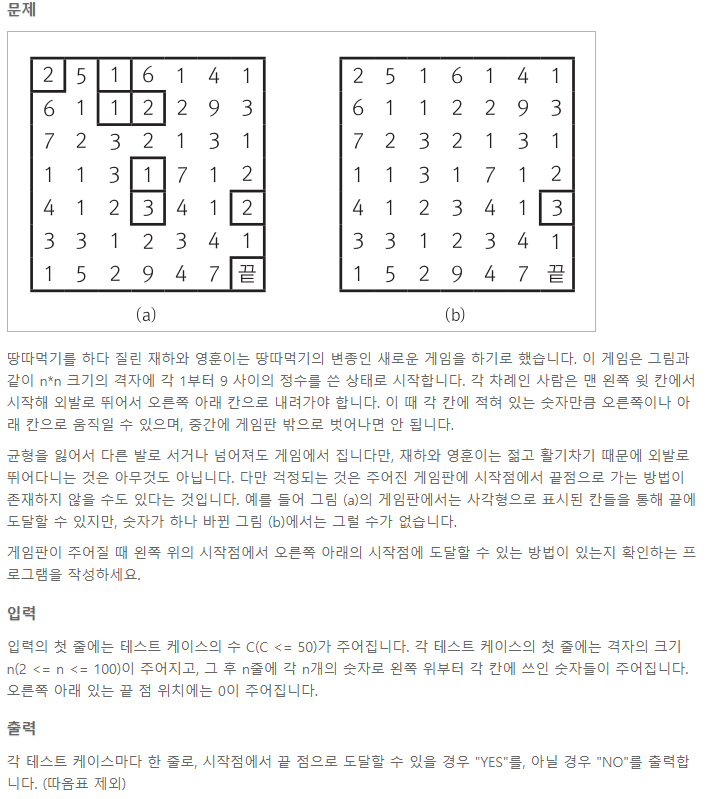 문제
2 5 1 6 1 4 1
6 1 1 2 2 9 3
7 2 3 2 1 3 1
1 1 3 1 7 1 2
4 1 2 3 4 1 2
3 3 1 2 3 4 1
1 5 2 9 4 7 끝
(a)
2 5 1 6 1 4 1
6 1 1 2 2 9 3
7 2 3 2 1 3 1
1 1 3 1 7 1 2
4 1 2 3 4 1 3
3 3 1 2 3 4 1
1 5 2 9 4 7 끝
(b)
땅따먹기를 하다 질린 재하와 영훈이는 땅따먹기의 변종인 새로운 게임을 하기로 했습니다. 이 게임은 그림과
같이 n*n 크기의 격자에 각 1부터 9 사이의 정수를 쓴 상태로 시작합니다. 각 차례인 사람은 맨 왼쪽 윗 칸에서
시작해 외발로 뛰어서 오른쪽 아래 칸으로 내려가야 합니다. 이 때 각 칸에 적혀 있는 숫자만큼 오른쪽이나 아
래 칸으로 움직일 수 있으며, 중간에 게임판 밖으로 벗어나면 안 됩니다.
균형을 잃어서 다른 발로 서거나 넘어져도 게임에서 집니다만, 재하와 영훈이는 젊고 활기차기 때문에 외발로
뛰어다니는 것은 아무것도 아닙니다. 다만 걱정되는 것은 주어진 게임판에 시작점에서 끝점으로 가는 방법이
존재하지 않을 수도 있다는 것입니다. 예를 들어 그림 (a)의 게임판에서는 사각형으로 표시된 칸들을 통해 끝에
도달할 수 있지만, 숫자가 하나 바뀐 그림 (b)에서는 그럴 수가 없습니다.
게임판이 주어질 때 왼쪽 위의 시작점에서 오른쪽 아래의 시작점에 도달할 수 있는 방법이 있는지 확인하는 프
로그램을 작성하세요.
입력
입력의 첫 줄에는 테스트 케이스의 수 C(C <= 50)가 주어집니다. 각 테스트 케이스의 첫 줄에는 격자의 크기
n(2 <= n <= 100)이 주어지고, 그 후 n줄에 각 n개의 숫자로 왼쪽 위부터 각 칸에 쓰인 숫자들이 주어집니다.
오른쪽 아래 있는 끝 점 위치에는 0이 주어집니다.
출력
각 테스트 케이스마다 한 줄로, 시작점에서 끝 점으로 도달할 수 있을 경우 "YES"를, 아닐 경우 "NO"를 출력합
니다. (따옴표 제외)